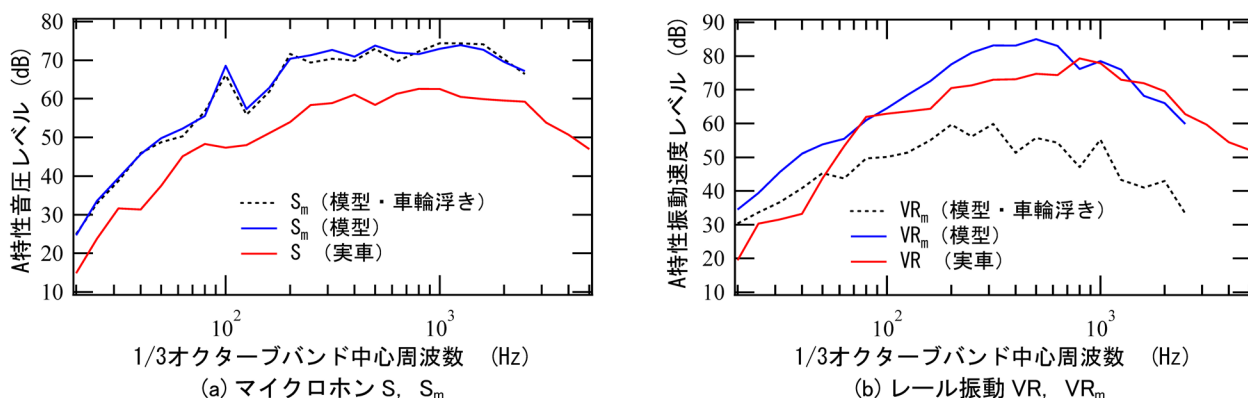 A特性音圧レベル (dB)
80
70
60
50
40
30
20
10
S_m (模型・車輪浮き)
S_m (模型)
S (実車)
10^2
10^3
1/3オクターブバンド中心周波数 (Hz)
(a) マイクロホン S, S_m
A特性振動速度レベル (dB)
90
80
70
60
50
40
30
20
10
VR_m (模型・車輪浮き)
VR_m (模型)
VR (実車)
10^2
10^3
1/3オクターブバンド中心周波数 (Hz)
(b) レール振動 VR, VR_m